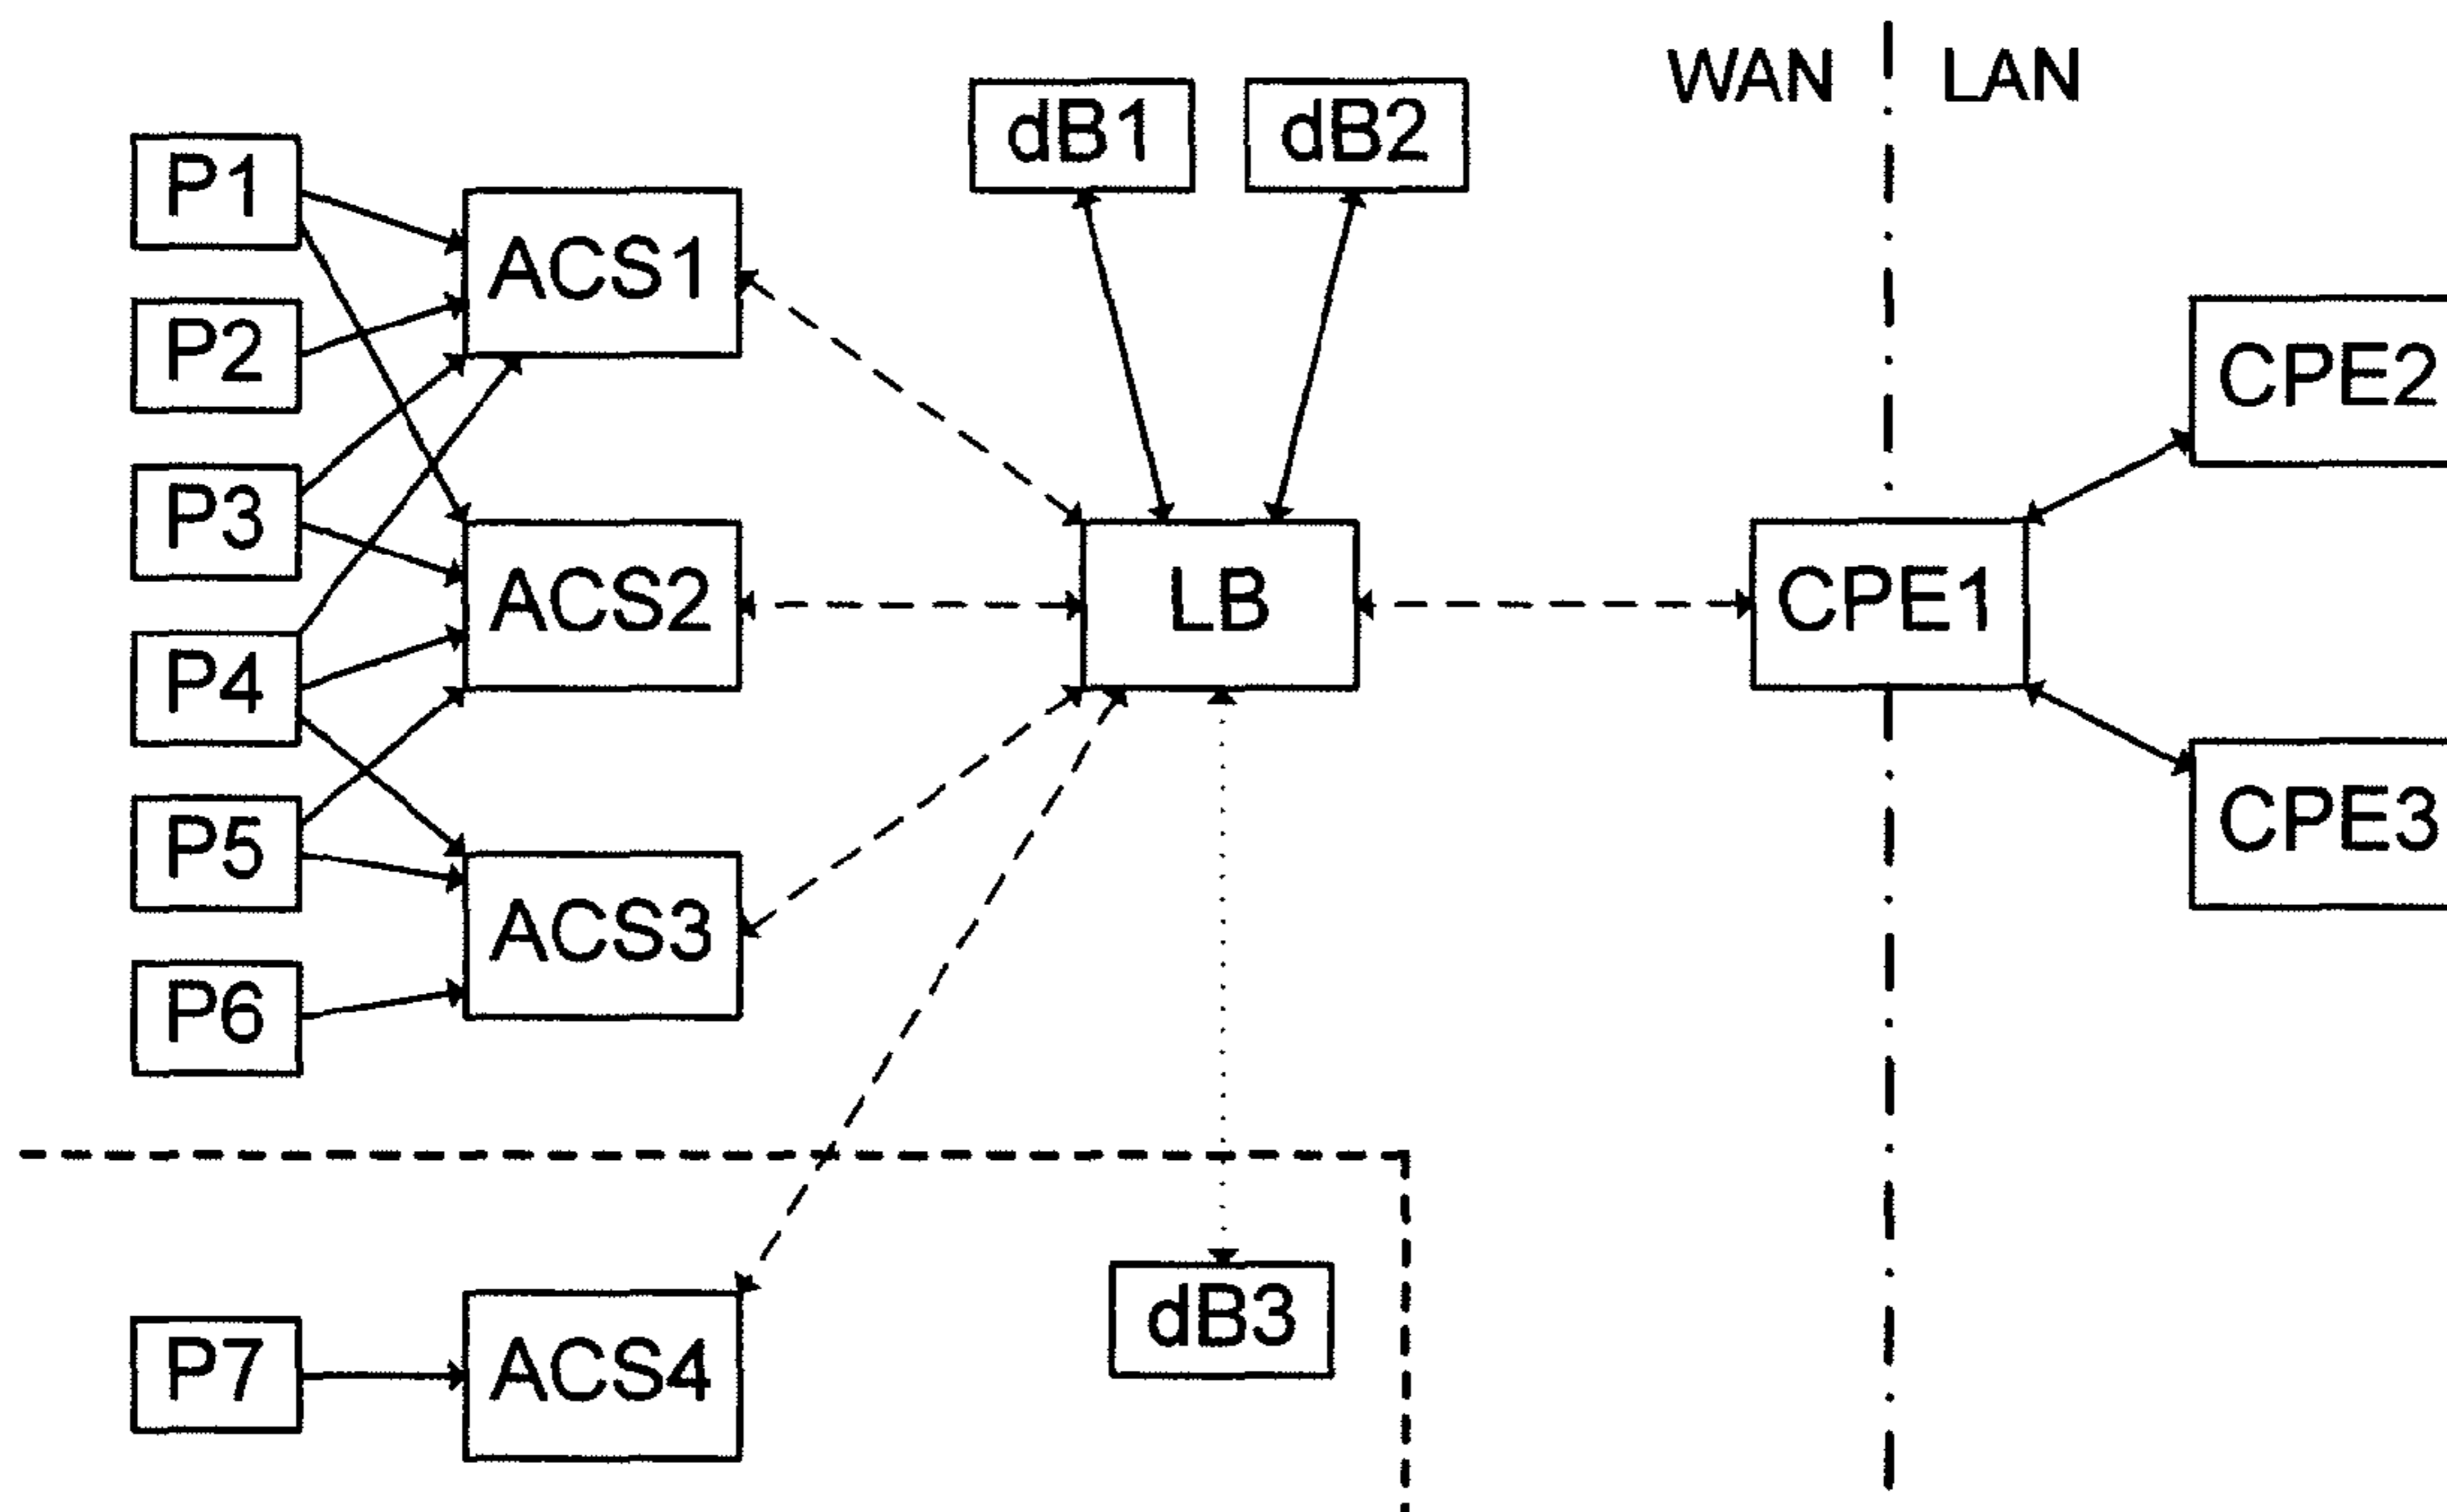 WAN
LAN
dB1
dB2
P1
ACS1
P2
CPE2
P3
ACS2
LB
CPE1
P4
P5
CPE3
ACS3
P6
dB3
P7
ACS4